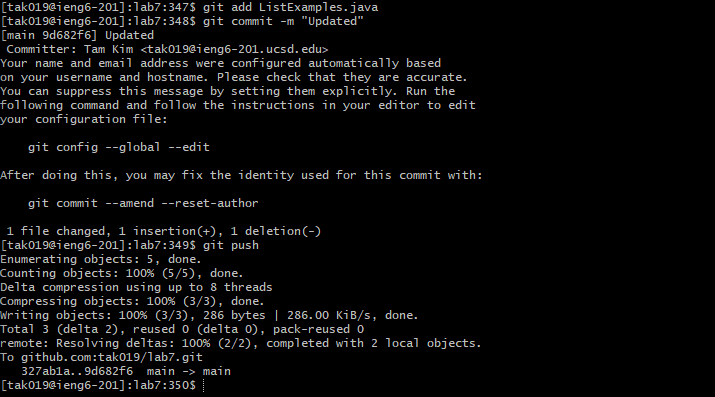 [tak019@ieng6-201]:lab7:347$ git add ListExamples.java
[tak019@ieng6-201]:lab7:348$ git commit -m "Updated"
[main 9d682f6] Updated
 Committer: Tam Kim <tak019@ieng6-201.ucsd.edu>
Your name and email address were configured automatically based
on your username and hostname. Please check that they are accurate.
You can suppress this message by setting them explicitly. Run the
following command and follow the instructions in your editor to edit
your configuration file:

    git config --global --edit

After doing this, you may fix the identity used for this commit with:

    git commit --amend --reset-author

 1 file changed, 1 insertion(+), 1 deletion(-)
[tak019@ieng6-201]:lab7:349$ git push
Enumerating objects: 5, done.
Counting objects: 100% (5/5), done.
Delta compression using up to 8 threads
Compressing objects: 100% (3/3), done.
Writing objects: 100% (3/3), 286 bytes | 286.00 KiB/s, done.
Total 3 (delta 2), reused 0 (delta 0), pack-reused 0
remote: Resolving deltas: 100% (2/2), completed with 2 local objects.
To github.com:tak019/lab7.git
   327ab1a..9d682f6  main -> main
[tak019@ieng6-201]:lab7:350$